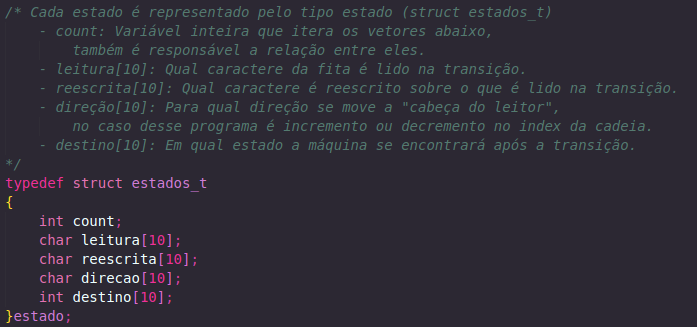 /* Cada estado é representado pelo tipo estado (struct estados_t)
- count: Variável inteira que itera os vetores abaixo,
também é responsável a relação entre eles.
- leitura[10]: Qual caractere da fita é lido na transição.
- reescrita[10]: Qual caractere é reescrito sobre o que é lido na transição.
- direção[10]: Para qual direção se move a "cabeça do leitor",
no caso desse programa é incremento ou decremento no index da cadeia.
- destino[10]: Em qual estado a máquina se encontrará após a transição.
*/
typedef struct estados_t
{
int count;
char leitura[10];
char reescrita[10];
char direcao[10];
int destino[10];
}estado;